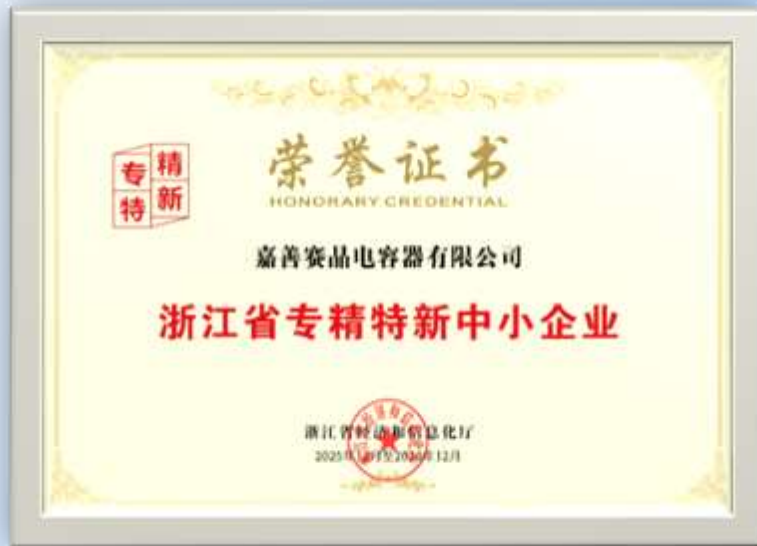 专精
特新
荣誉证书
HONORARY CREDENTIAL
嘉善赛品电容器有限公司
浙江省专精特新中小企业
浙江省经济和信息化厅